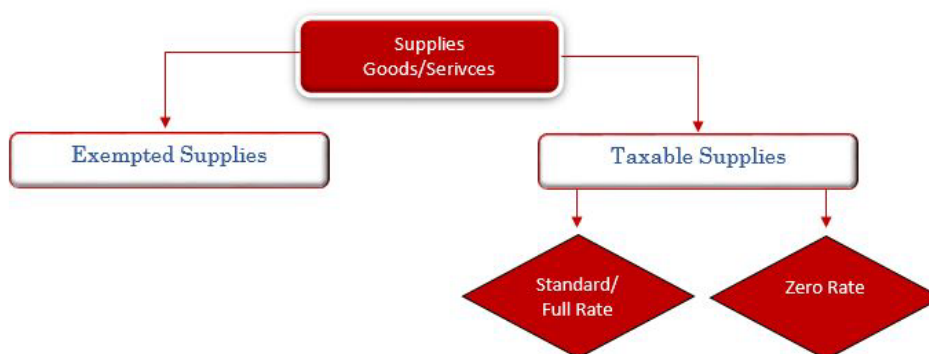 Supplies
Goods/Serivces
Exempted Supplies
Taxable Supplies
Standard/
Full Rate
Zero Rate